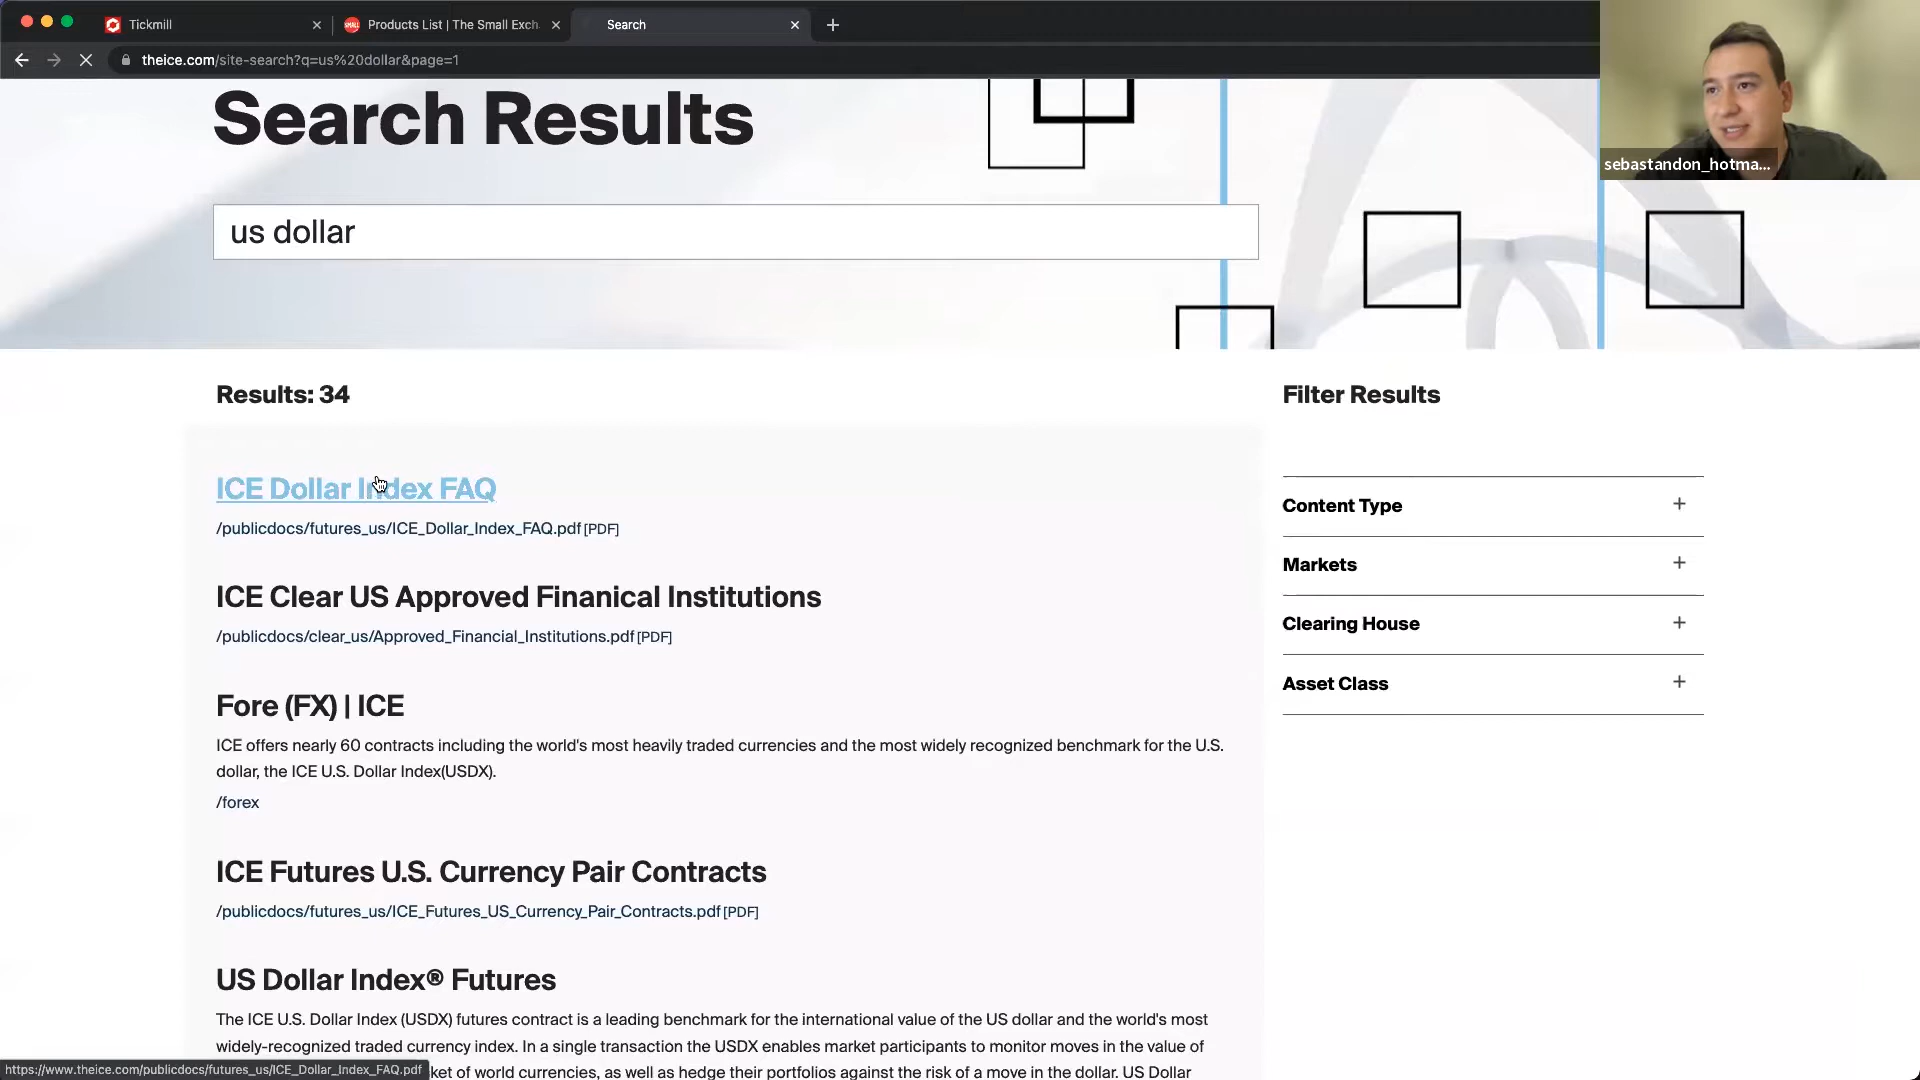 Tickmill
SMALL
Products List | The Small Exch
Search
theice.com/site-search?q=us%20dollar&page=1
sebastandon_hotma...
Search Results
us dollar
Results: 34
Filter Results
ICE Dollar Index FAQ
/publicdocs/futures_us/ICE_Dollar_Index_FAQ.pdf [PDF]
Content Type
Markets
Clearing House
Asset Class
ICE Clear US Approved Finanical Institutions
/publicdocs/clear_us/Approved_Financial_Institutions.pdf [PDF]
Fore (FX) | ICE
ICE offers nearly 60 contracts including the world's most heavily traded currencies and the most widely recognized benchmark for the U.S.
dollar, the ICE U.S. Dollar Index(USDX).
/forex
ICE Futures U.S. Currency Pair Contracts
/publicdocs/futures_us/ICE_Futures_US_Currency_Pair_Contracts.pdf [PDF]
US Dollar Index® Futures
The ICE U.S. Dollar Index (USDX) futures contract is a leading benchmark for the international value of the US dollar and the world's most
widely-recognized traded currency index. In a single transaction the USDX enables market participants to monitor moves in the value of
ket of world currencies, as well as hedge their portfolios against the risk of a move in the dollar. US Dollar
https://www.theice.com/publicdocs/futures_us/ICE_Dollar_Index_FAQ.pdf